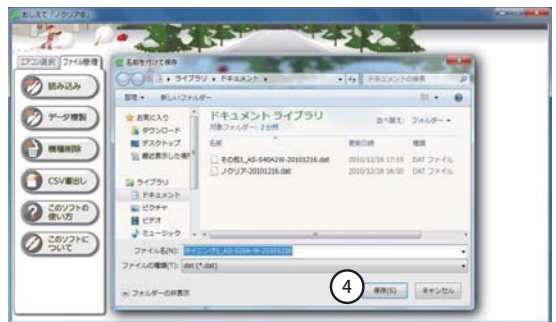 おしえて「ノクリア®」
エアコン選択 ファイル管理
読み込み
データ複製
機種削除
CSV書出し
このソフトの
使い方
このソフトに
ついて
名前を付けて保存
ライブラリ ▸ ドキュメント ▸
ドキュメントの検索
整理 ▾ 新しいフォルダー
お気に入り
ダウンロード
デスクトップ
最近表示した場所
ライブラリ
ドキュメント
ピクチャ
ビデオ
ミュージック
ドキュメント ライブラリ
対象フォルダー: 2か所
並べ替え: フォルダー ▾
名前 更新日時 種類
その他1_AS-S40A2W-20101216.dat 2010/12/16 17:19 DAT ファイル
ノクリア-20101216.dat 2010/12/16 16:00 DAT ファイル
ファイル名(N): ダイニング1_AS-S28A-W-20101216
ファイルの種類(T): dat (*.dat)
フォルダーの非表示
4
保存(S)
キャンセル